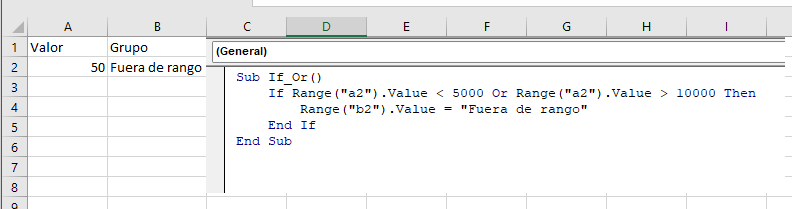 A B C D E F G H I
1 Valor Grupo
(General)
2 50 Fuera de rango
Sub If_Or()
3
If Range("a2").Value < 5000 Or Range("a2").Value > 10000 Then
4
Range("b2").Value = "Fuera de rango"
5
End If
6
End Sub
7
8
9